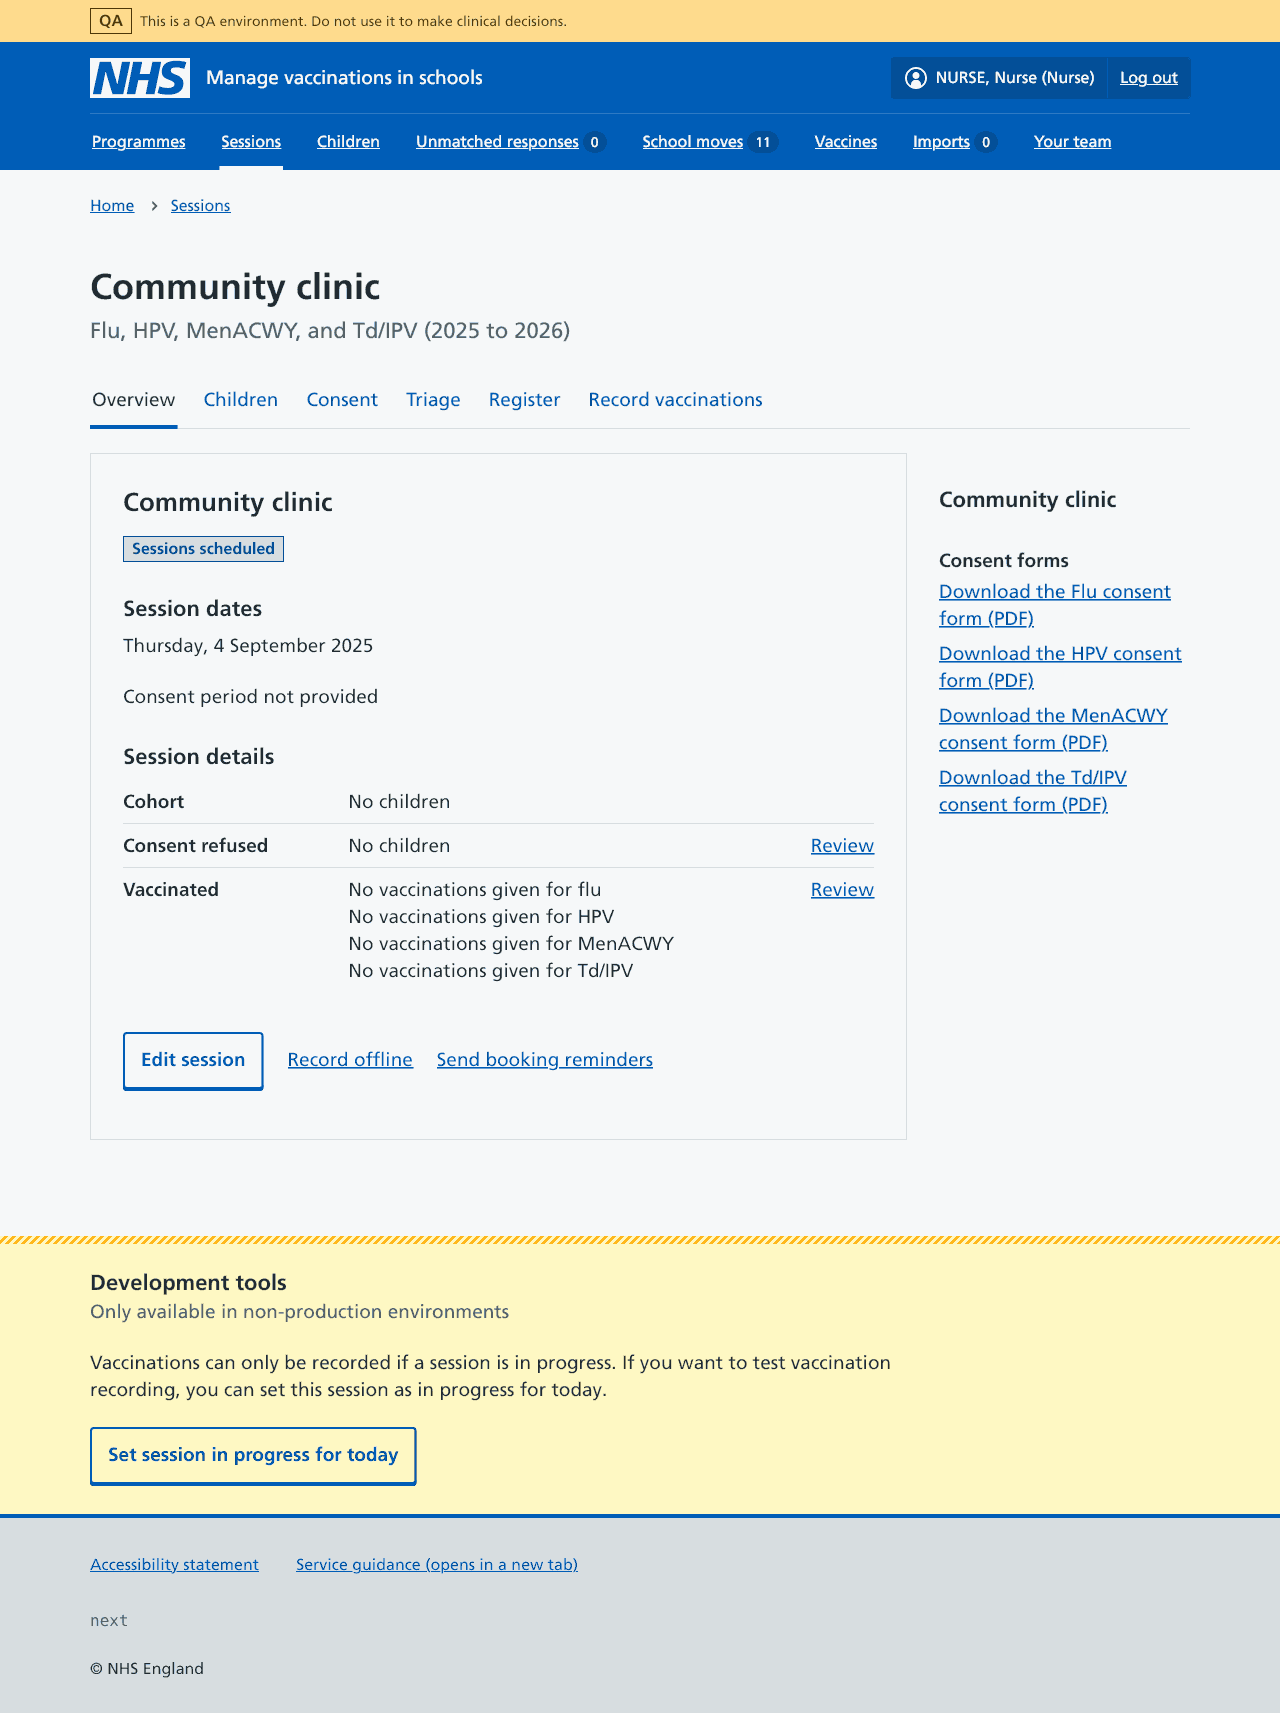 QA This is a QA environment. Do not use it to make clinical decisions.
NHS Manage vaccinations in schools NURSE, Nurse (Nurse) Log out
Programmes Sessions Children Unmatched responses 0 School moves 11 Vaccines Imports 0 Your team
Home Sessions
Community clinic
Flu, HPV, MenACWY, and Td/IPV (2025 to 2026)
Overview Children Consent Triage Register Record vaccinations
Community clinic
Sessions scheduled
Session dates
Thursday, 4 September 2025
Consent period not provided
Session details
Cohort No children
Consent refused No children Review
Vaccinated No vaccinations given for flu Review
No vaccinations given for HPV
No vaccinations given for MenACWY
No vaccinations given for Td/IPV
Edit session Record offline Send booking reminders
Community clinic
Consent forms
Download the Flu consent
form (PDF)
Download the HPV consent
form (PDF)
Download the MenACWY
consent form (PDF)
Download the Td/IPV
consent form (PDF)
Development tools
Only available in non-production environments
Vaccinations can only be recorded if a session is in progress. If you want to test vaccination
recording, you can set this session as in progress for today.
Set session in progress for today
Accessibility statement Service guidance (opens in a new tab)
next
© NHS England